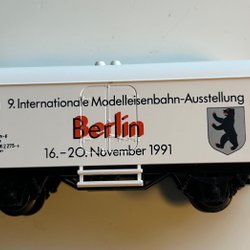 9. Internationale Modelleisenbahn-Ausstellung
Berlin
16.–20. November 1991